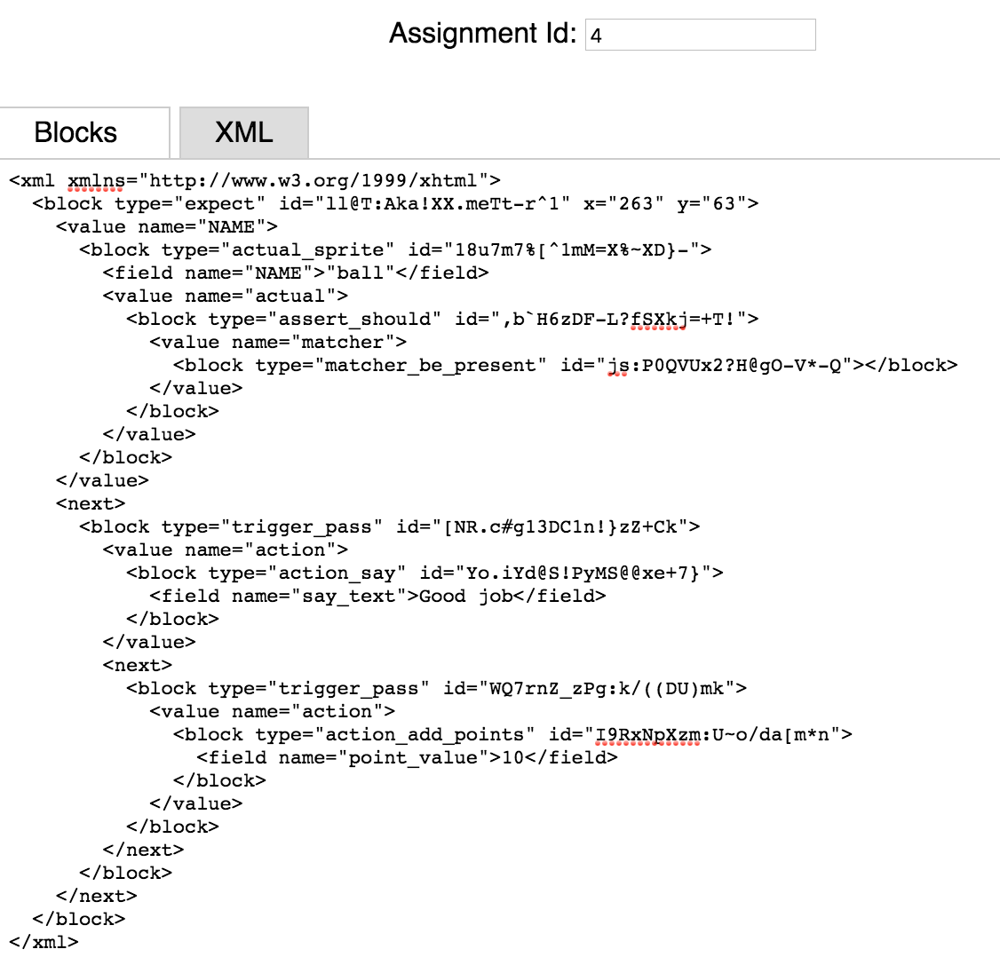 Assignment Id: 4
Blocks XML
<xml xmlns="http://www.w3.org/1999/xhtml">
<block type="expect" id="ll@T:Aka!XX.meTt-r^1" x="263" y="63">
<value name="NAME">
<block type="actual_sprite" id="18u7m7%[^1mM=X%~XD}-">
<field name="NAME">"ball"</field>
<value name="actual">
<block type="assert_should" id=",b`H6zDF-L?fSXkj=+T!">
<value name="matcher">
<block type="matcher_be_present" id="js:P0QVUx2?H@gO-V*-Q"></block>
</value>
</block>
</value>
</block>
</value>
<next>
<block type="trigger_pass" id="[NR.c#g13DC1n!}zZ+Ck">
<value name="action">
<block type="action_say" id="Yo.iYd@S!PyMS@@xe+7}">
<field name="say_text">Good job</field>
</block>
</value>
<next>
<block type="trigger_pass" id="WQ7rnZ_zPg:k/((DU)mk">
<value name="action">
<block type="action_add_points" id="I9RxNpXzm:U~o/da[m*n">
<field name="point_value">10</field>
</block>
</value>
</block>
</next>
</block>
</next>
</block>
</xml>